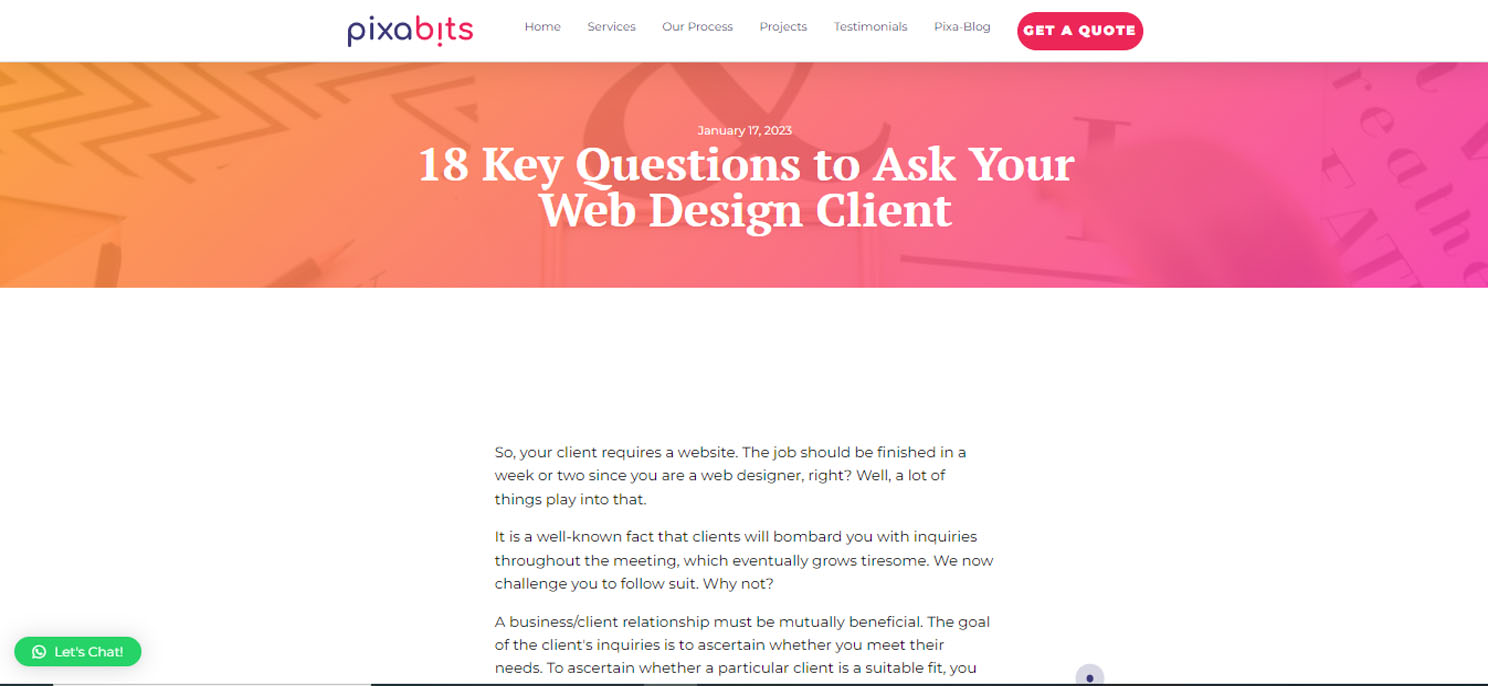 pixabits
Home
Services
Our Process
Projects
Testimonials
Pixa-Blog
GET A QUOTE
January 17, 2023
18 Key Questions to Ask Your
Web Design Client
So, your client requires a website. The job should be finished in a
week or two since you are a web designer, right? Well, a lot of
things play into that.
It is a well-known fact that clients will bombard you with inquiries
throughout the meeting, which eventually grows tiresome. We now
challenge you to follow suit. Why not?
A business/client relationship must be mutually beneficial. The goal
of the client's inquiries is to ascertain whether you meet their
needs. To ascertain whether a particular client is a suitable fit, you
Let's Chat!